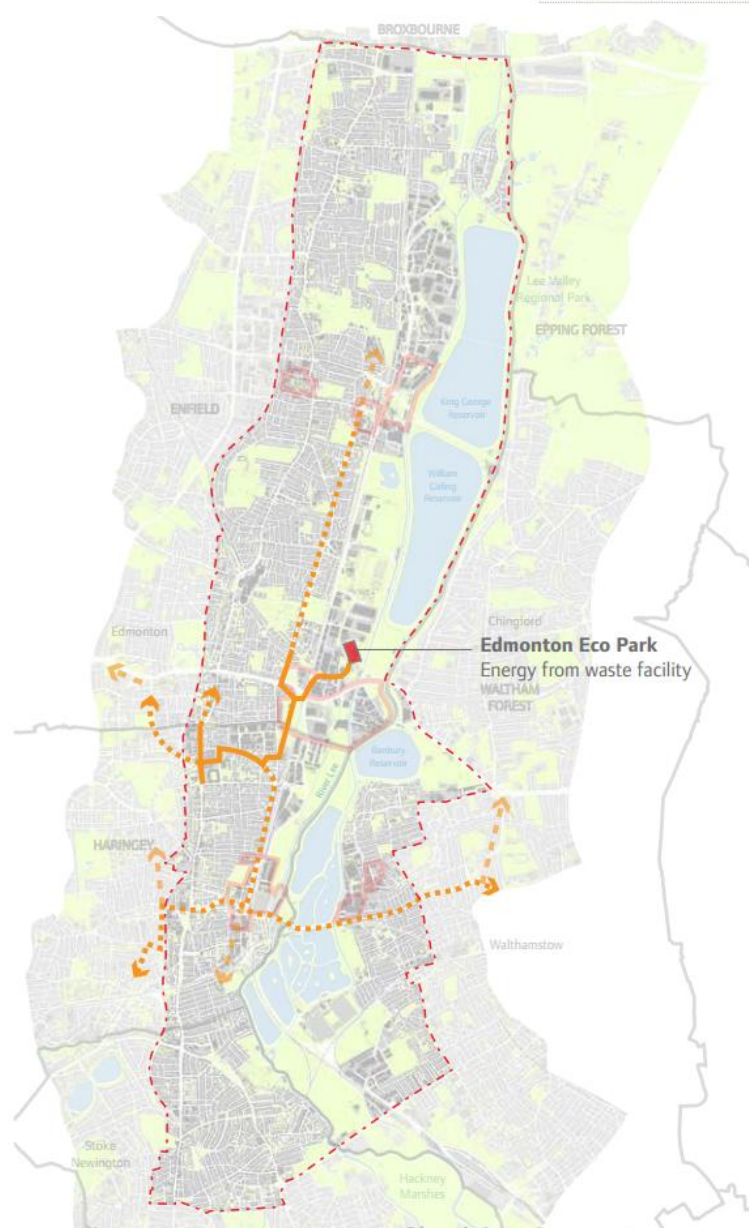 BROXBOURNE
Lee Valley
Regional Park
EPPING FOREST
King George
Reservoir
ENFIELD
William
Girling
Reservoir
Chingford
Edmonton
Edmonton Eco Park
Energy from waste facility
WALTHAM
FOREST
Banbury
Reservoir
River Lee
HARINGEY
Walthamstow
Stoke
Newington
Hackney
Marshes